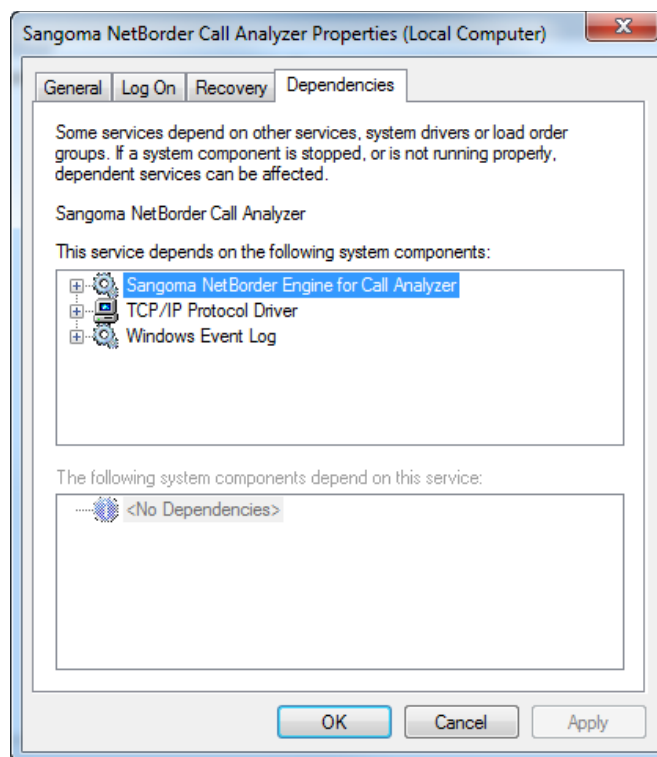 Sangoma NetBorder Call Analyzer Properties (Local Computer)
General Log On Recovery Dependencies
Some services depend on other services, system drivers or load order
groups. If a system component is stopped, or is not running properly,
dependent services can be affected.
Sangoma NetBorder Call Analyzer
This service depends on the following system components:
Sangoma NetBorder Engine for Call Analyzer
TCP/IP Protocol Driver
Windows Event Log
The following system components depend on this service:
<No Dependencies>
OK Cancel Apply